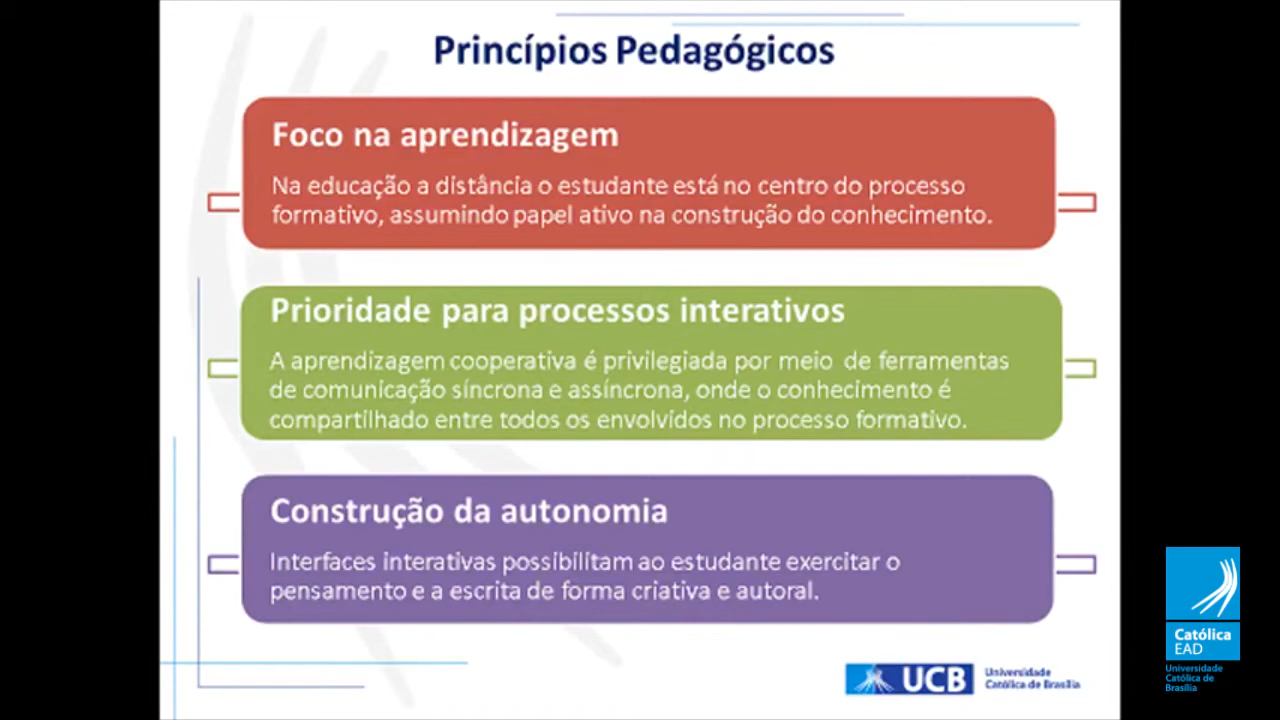 Princípios Pedagógicos
Foco na aprendizagem
Na educação a distância o estudante está no centro do processo
formativo, assumindo papel ativo na construção do conhecimento.
Prioridade para processos interativos
A aprendizagem cooperativa é privilegiada por meio de ferramentas
de comunicação síncrona e assíncrona, onde o conhecimento é
compartilhado entre todos os envolvidos no processo formativo.
Construção da autonomia
Interfaces interativas possibilitam ao estudante exercitar o
pensamento e a escrita de forma criativa e autoral.
UCB
Universidade
Católica de Brasília
Católica
EAD
Universidade
Católica de
Brasília